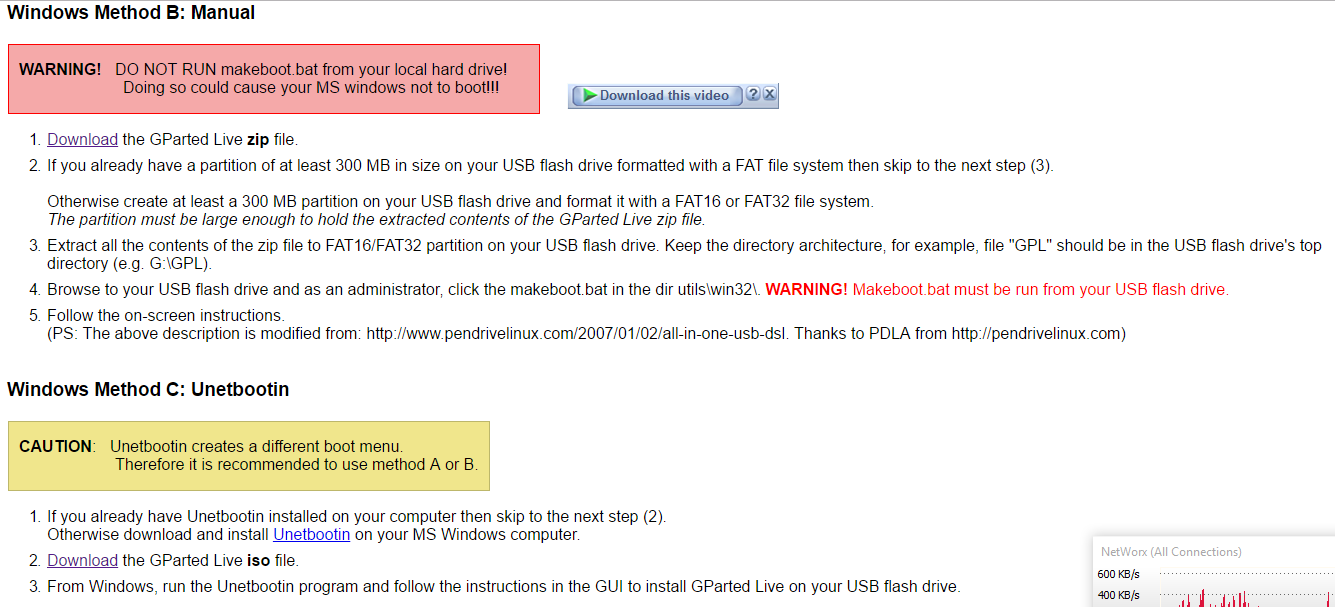 Windows Method B: Manual
WARNING! DO NOT RUN makeboot.bat from your local hard drive!
Doing so could cause your MS windows not to boot!!!
Download this video ? X
1. Download the GParted Live zip file.
2. If you already have a partition of at least 300 MB in size on your USB flash drive formatted with a FAT file system then skip to the next step (3).
Otherwise create at least a 300 MB partition on your USB flash drive and format it with a FAT16 or FAT32 file system.
The partition must be large enough to hold the extracted contents of the GParted Live zip file.
3. Extract all the contents of the zip file to FAT16/FAT32 partition on your USB flash drive. Keep the directory architecture, for example, file "GPL" should be in the USB flash drive's top
directory (e.g. G:\GPL).
4. Browse to your USB flash drive and as an administrator, click the makeboot.bat in the dir utils\win32\. WARNING! Makeboot.bat must be run from your USB flash drive.
5. Follow the on-screen instructions.
(PS: The above description is modified from: http://www.pendrivelinux.com/2007/01/02/all-in-one-usb-dsl. Thanks to PDLA from http://pendrivelinux.com)
Windows Method C: Unetbootin
CAUTION: Unetbootin creates a different boot menu.
Therefore it is recommended to use method A or B.
1. If you already have Unetbootin installed on your computer then skip to the next step (2).
Otherwise download and install Unetbootin on your MS Windows computer.
2. Download the GParted Live iso file.
3. From Windows, run the Unetbootin program and follow the instructions in the GUI to install GParted Live on your USB flash drive.
NetWorx (All Connections)
600 KB/s
400 KB/s